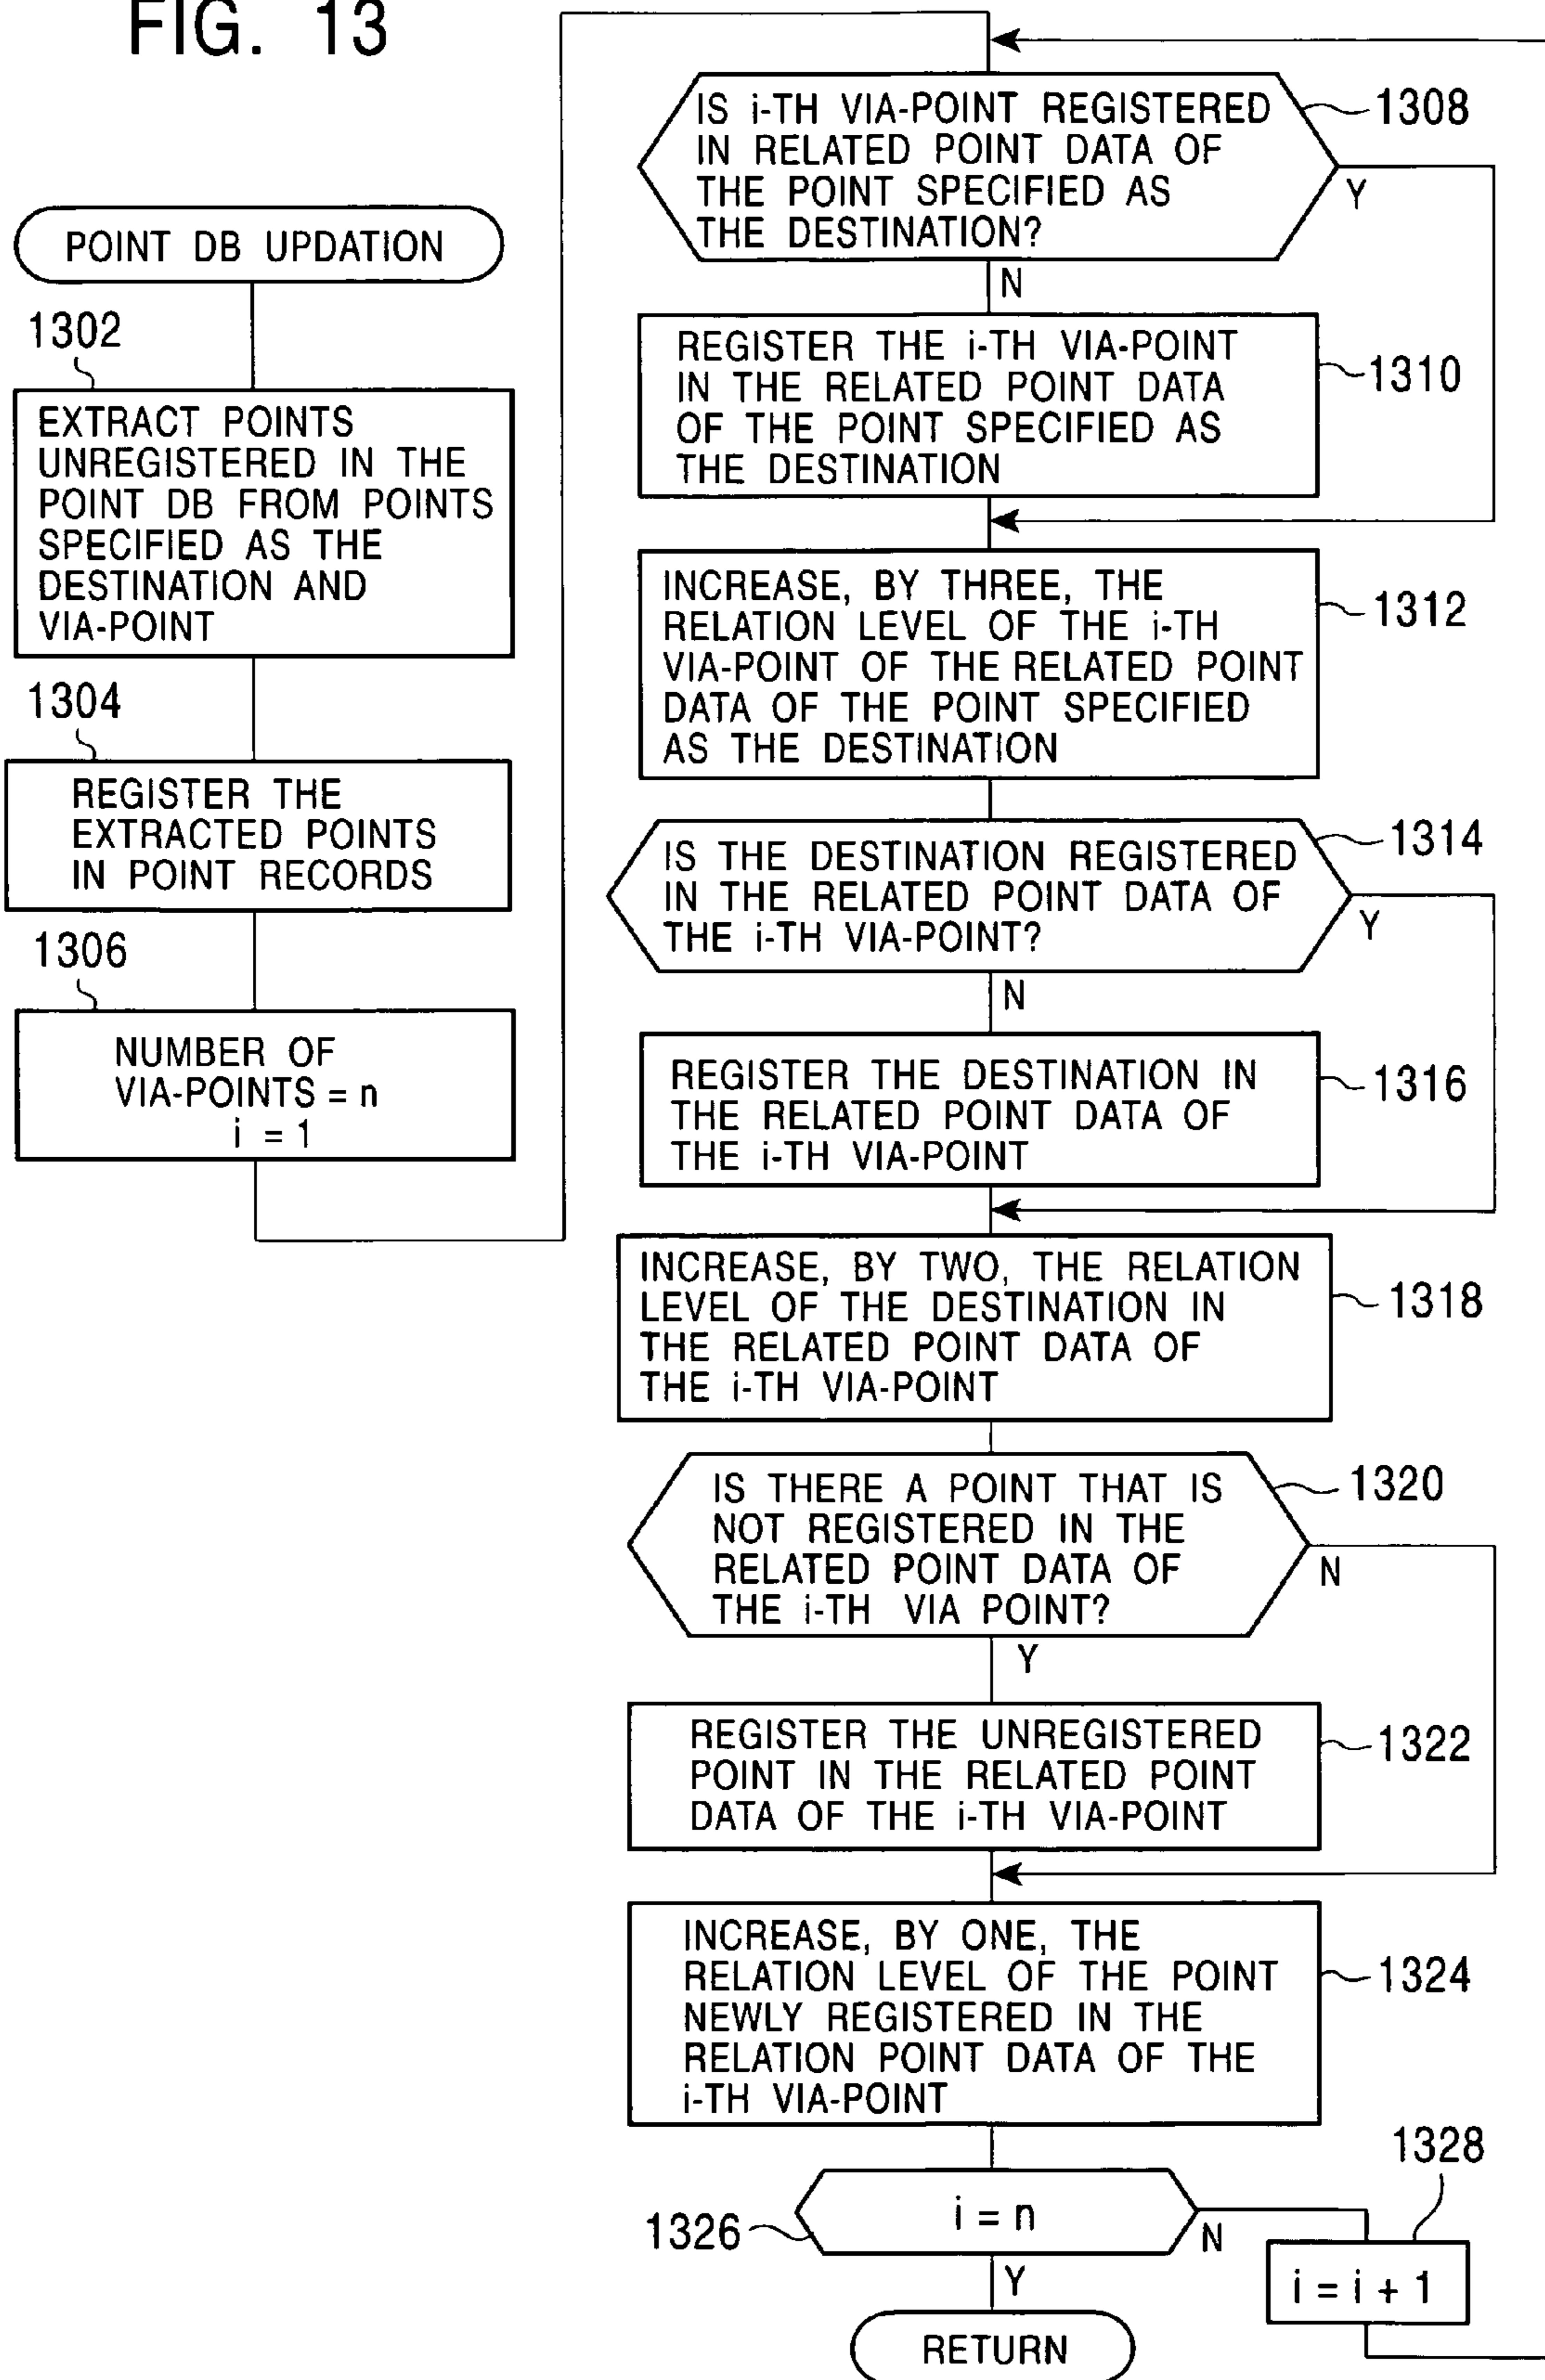 FIG. 13
POINT DB UPDATION
1302
EXTRACT POINTS
UNREGISTERED IN THE
POINT DB FROM POINTS
SPECIFIED AS THE
DESTINATION AND
VIA-POINT
1304
REGISTER THE
EXTRACTED POINTS
IN POINT RECORDS
1306
NUMBER OF
VIA-POINTS = n
i = 1
IS i-TH VIA-POINT REGISTERED
IN RELATED POINT DATA OF
THE POINT SPECIFIED AS
THE DESTINATION?
1308
Y
N
REGISTER THE i-TH VIA-POINT
IN THE RELATED POINT DATA
OF THE POINT SPECIFIED AS
THE DESTINATION
1310
INCREASE, BY THREE, THE
RELATION LEVEL OF THE i-TH
VIA-POINT OF THE RELATED POINT
DATA OF THE POINT SPECIFIED
AS THE DESTINATION
1312
IS THE DESTINATION REGISTERED
IN THE RELATED POINT DATA OF
THE i-TH VIA-POINT?
1314
Y
N
REGISTER THE DESTINATION IN
THE RELATED POINT DATA OF
THE i-TH VIA-POINT
1316
INCREASE, BY TWO, THE RELATION
LEVEL OF THE DESTINATION IN
THE RELATED POINT DATA OF
THE i-TH VIA-POINT
1318
IS THERE A POINT THAT IS
NOT REGISTERED IN THE
RELATED POINT DATA OF
THE i-TH VIA POINT?
1320
N
Y
REGISTER THE UNREGISTERED
POINT IN THE RELATED POINT
DATA OF THE i-TH VIA-POINT
1322
INCREASE, BY ONE, THE
RELATION LEVEL OF THE POINT
NEWLY REGISTERED IN THE
RELATION POINT DATA OF THE
i-TH VIA-POINT
1324
i = n
1326
N
Y
1328
i = i + 1
RETURN